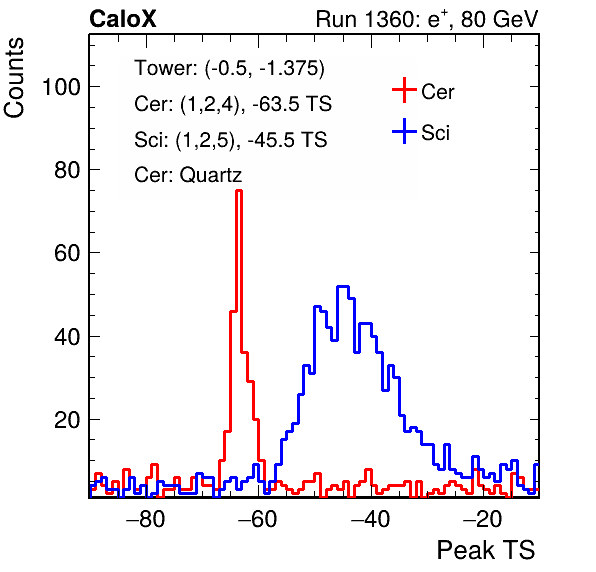 CaloX Run 1360: e⁺, 80 GeV
Counts
Tower: (-0.5, -1.375)
Cer: (1,2,4), -63.5 TS
Sci: (1,2,5), -45.5 TS
Cer: Quartz
Cer
Sci
100
80
60
40
20
−80 −60 −40 −20
Peak TS